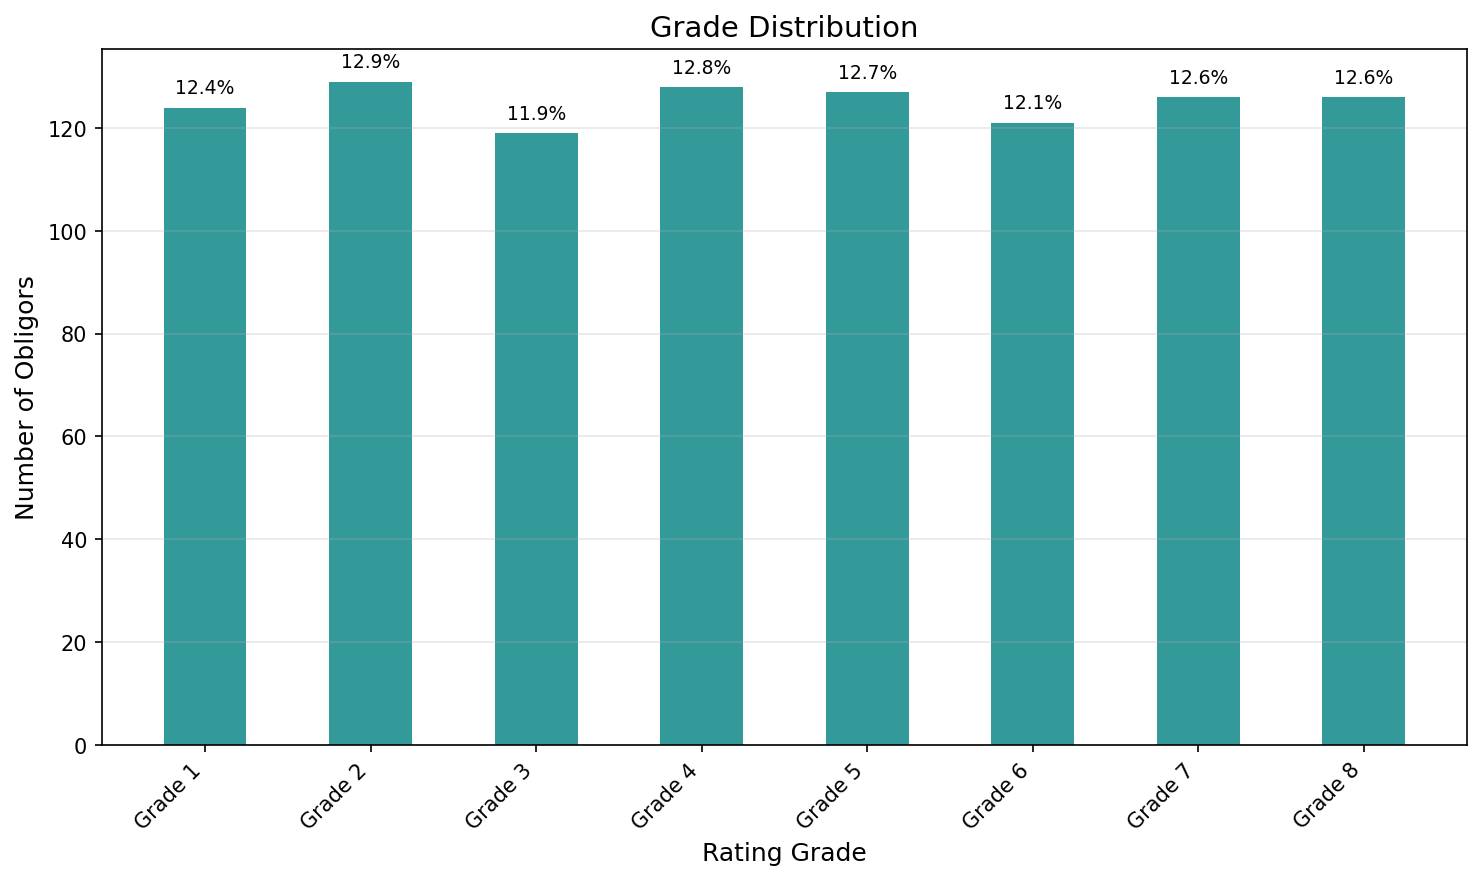 Grade Distribution
12.4%
12.9%
11.9%
12.8%
12.7%
12.1%
12.6%
12.6%
Number of Obligors
120
100
80
60
40
20
0
Grade 1
Grade 2
Grade 3
Grade 4
Grade 5
Grade 6
Grade 7
Grade 8
Rating Grade